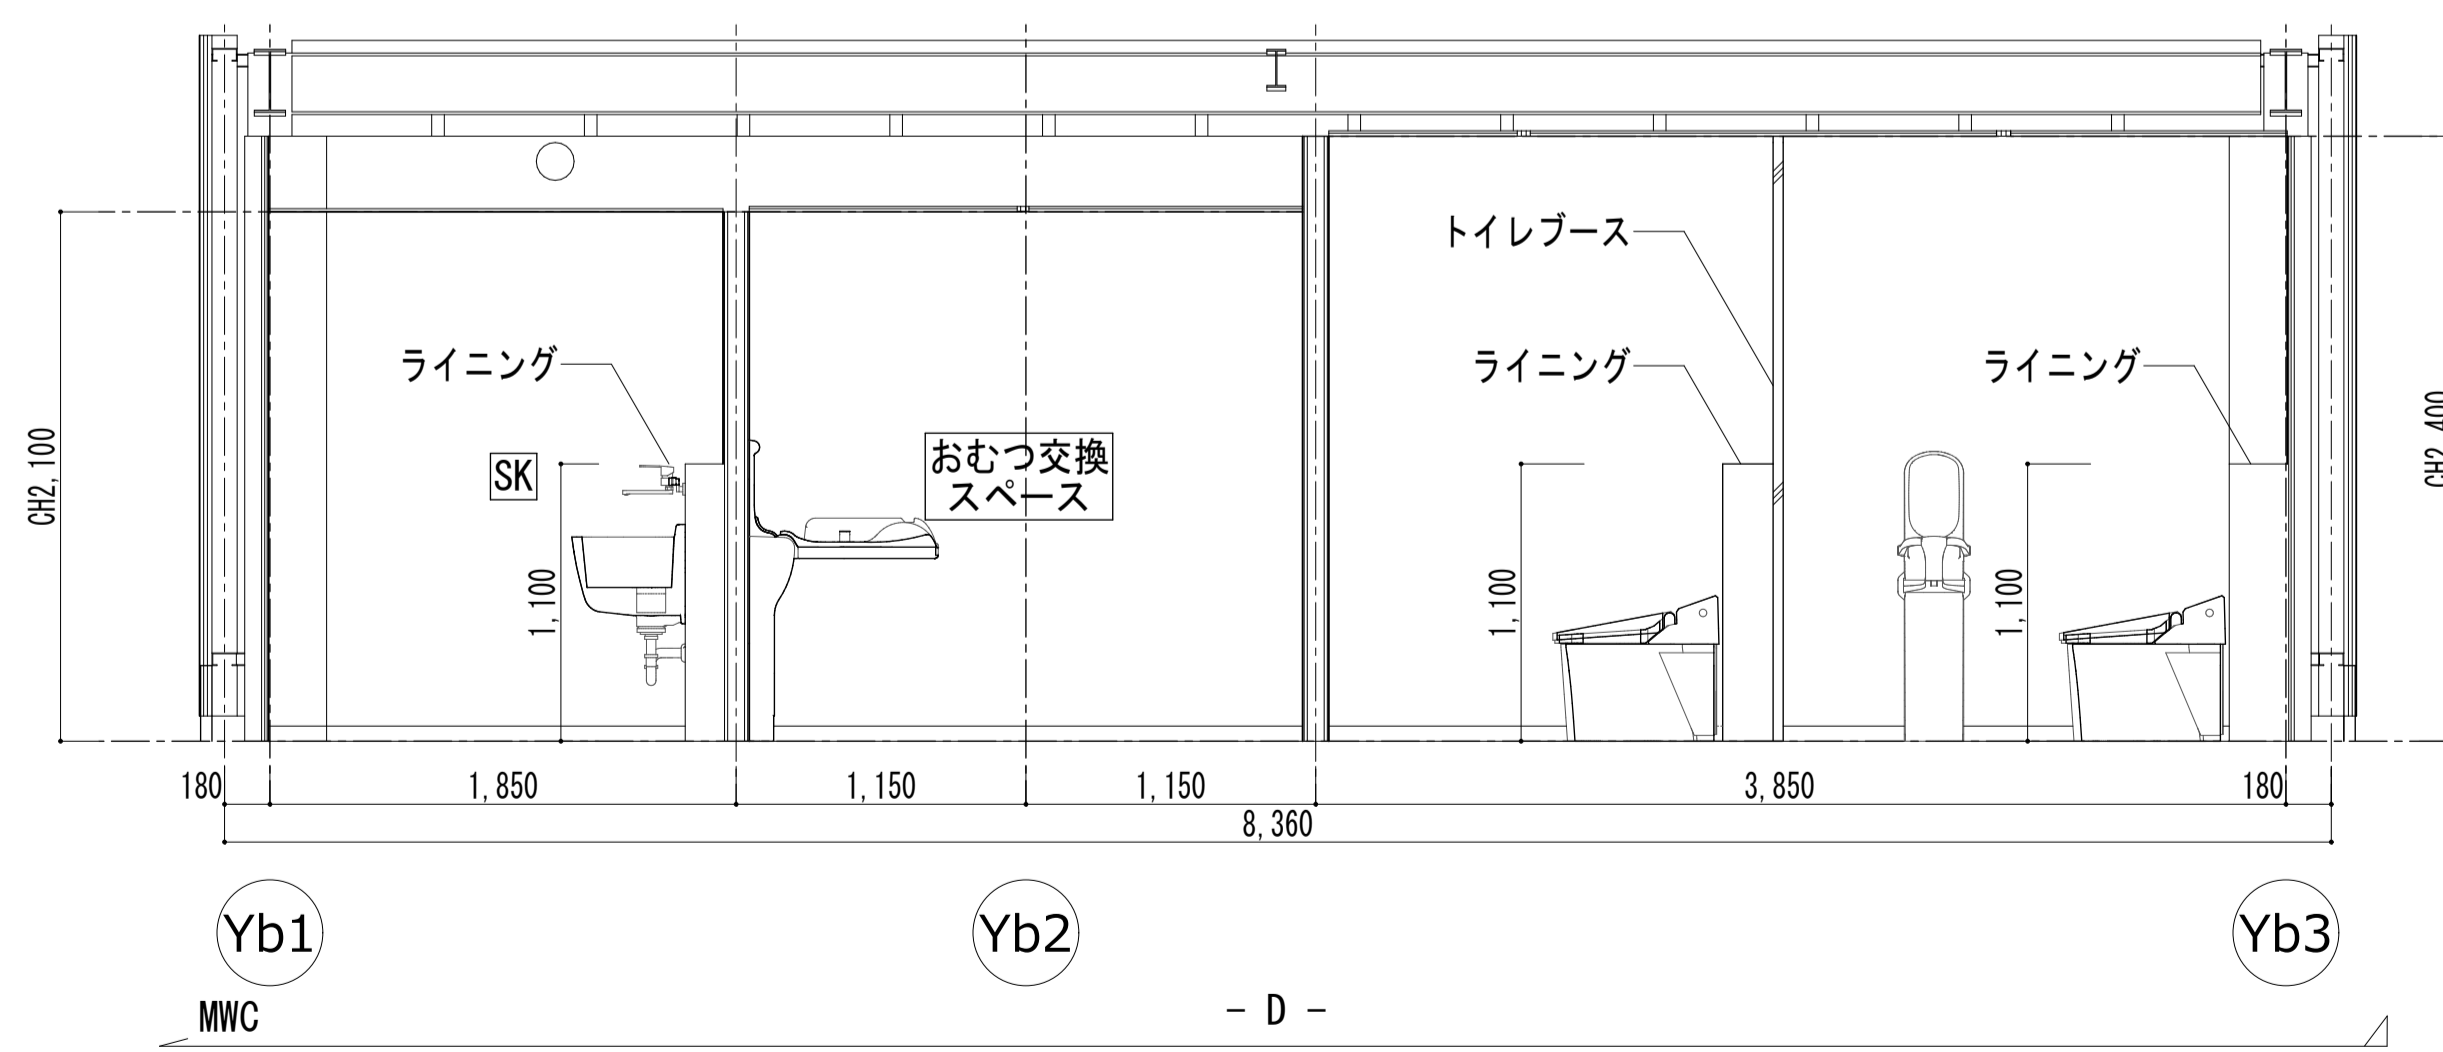 トイレブース
ライニング
ライニング
ライニング
SK
おむつ交換
スペース
CH2,100
CH2,400
1,100
1,100
1,100
180
1,850
1,150
1,150
3,850
180
8,360
Yb1
Yb2
Yb3
MWC
- D -